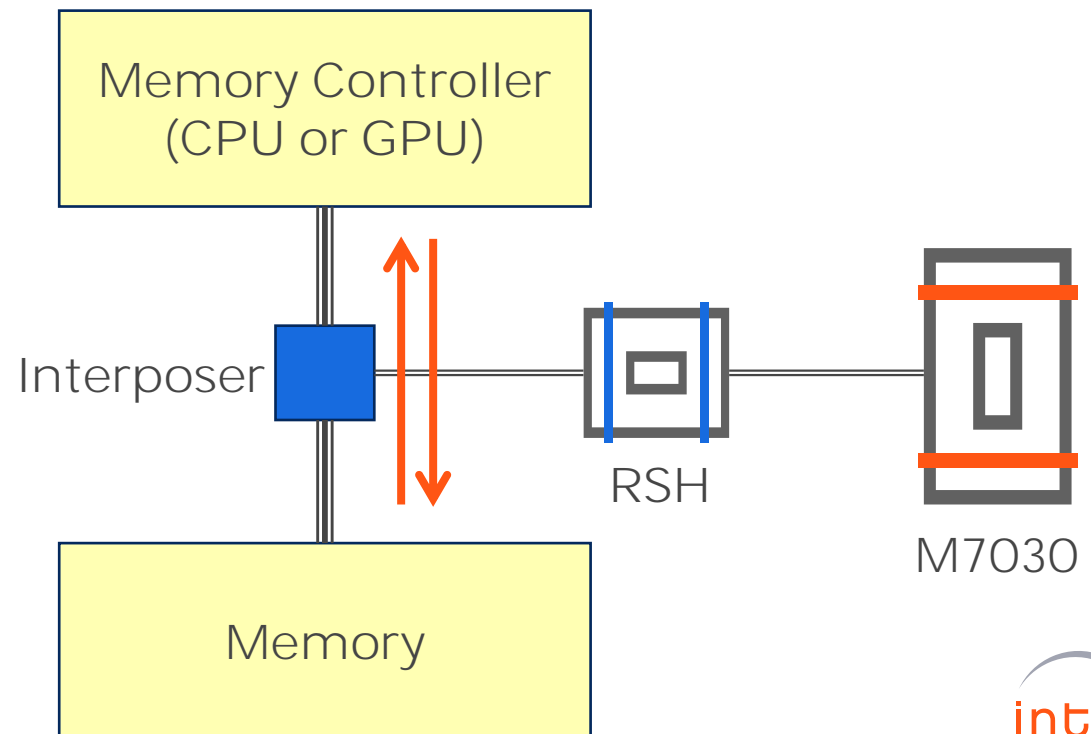 Memory Controller
(CPU or GPU)
Interposer
RSH
M7030
Memory